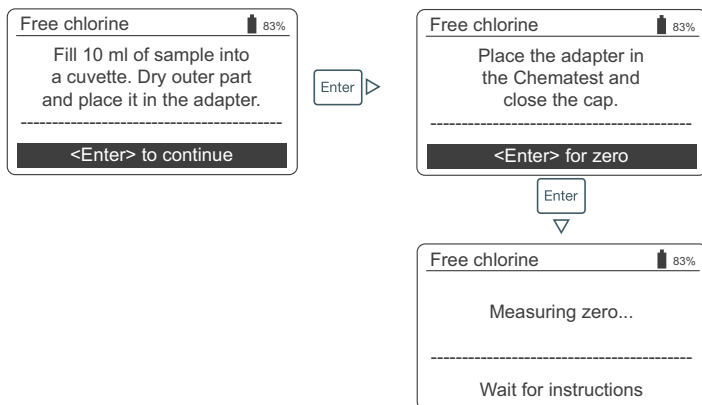 Free chlorine 83%
Fill 10 ml of sample into
a cuvette. Dry outer part
and place it in the adapter.
<Enter> to continue
Enter
Free chlorine 83%
Place the adapter in
the Chematest and
close the cap.
<Enter> for zero
Enter
Free chlorine 83%
Measuring zero...
Wait for instructions